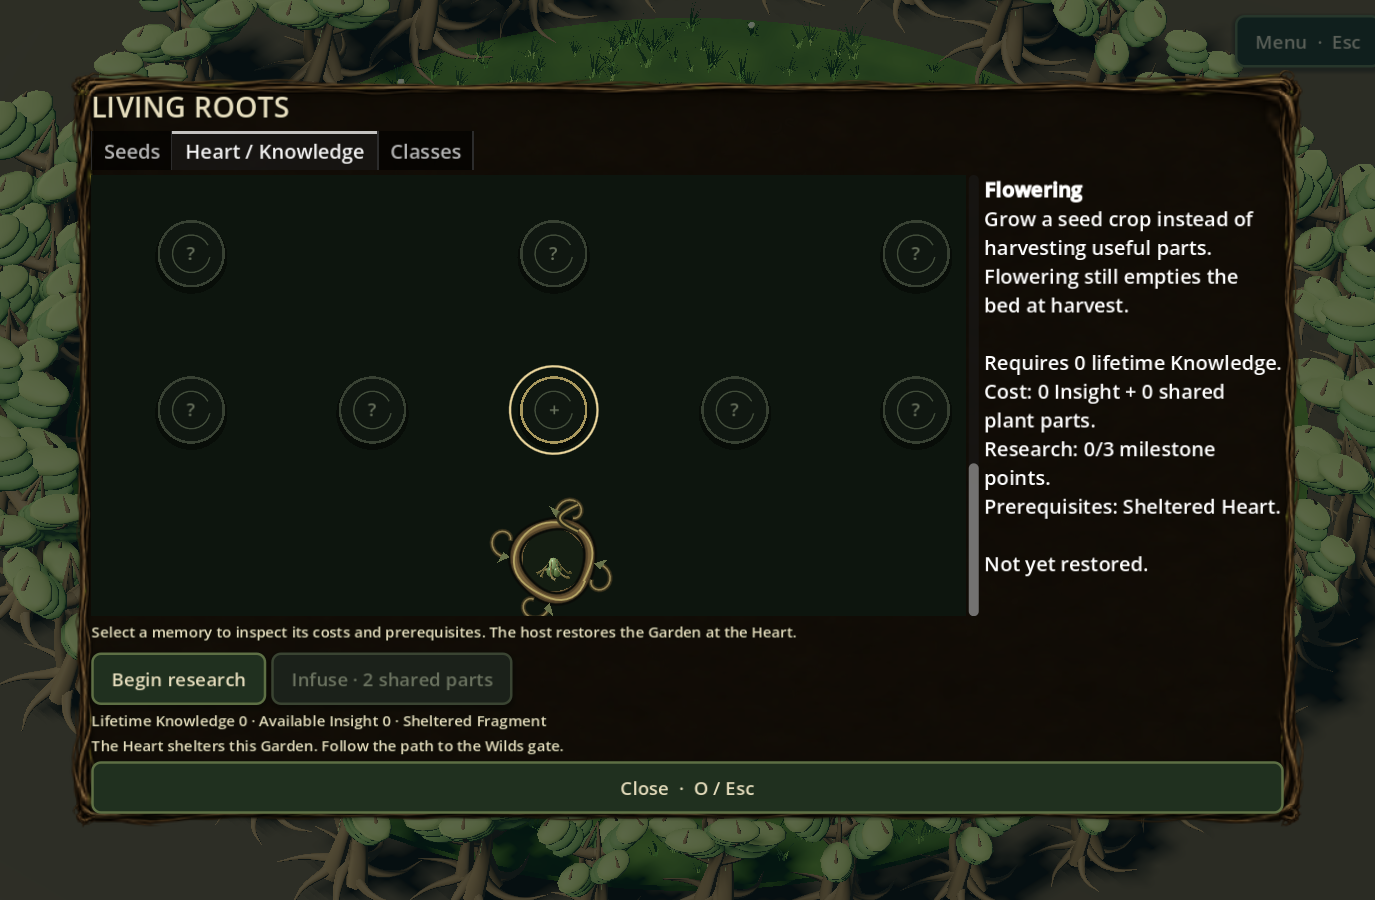 Menu · Esc
LIVING ROOTS
Seeds
Heart / Knowledge
Classes
?
?
?
?
?
+
?
?
Flowering
Grow a seed crop instead of
harvesting useful parts.
Flowering still empties the
bed at harvest.
Requires 0 lifetime Knowledge.
Cost: 0 Insight + 0 shared
plant parts.
Research: 0/3 milestone
points.
Prerequisites: Sheltered Heart.
Not yet restored.
Select a memory to inspect its costs and prerequisites. The host restores the Garden at the Heart.
Begin research
Infuse · 2 shared parts
Lifetime Knowledge 0 · Available Insight 0 · Sheltered Fragment
The Heart shelters this Garden. Follow the path to the Wilds gate.
Close · O / Esc